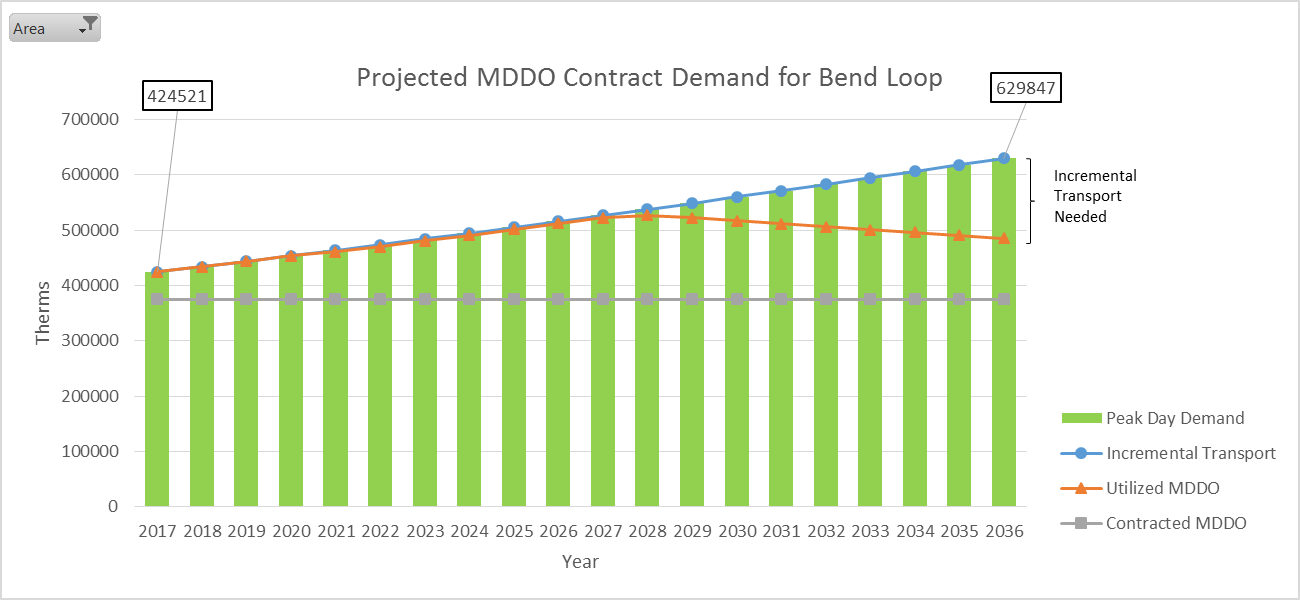 Area
Projected MDDO Contract Demand for Bend Loop
424521
629847
700000
600000
500000
400000
300000
200000
100000
0
Therms
2017 2018 2019 2020 2021 2022 2023 2024 2025 2026 2027 2028 2029 2030 2031 2032 2033 2034 2035 2036
Year
Incremental
Transport
Needed
Peak Day Demand
Incremental Transport
Utilized MDDO
Contracted MDDO